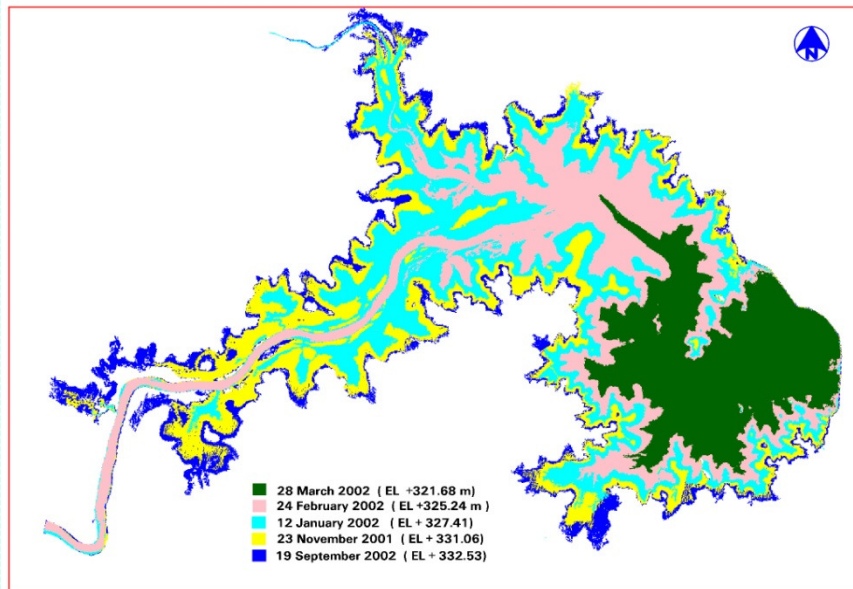 N
28 March 2002 ( EL +321.68 m)
24 February 2002 ( EL +325.24 m )
12 January 2002 ( EL + 327.41)
23 November 2001 ( EL + 331.06)
19 September 2002 ( EL + 332.53)